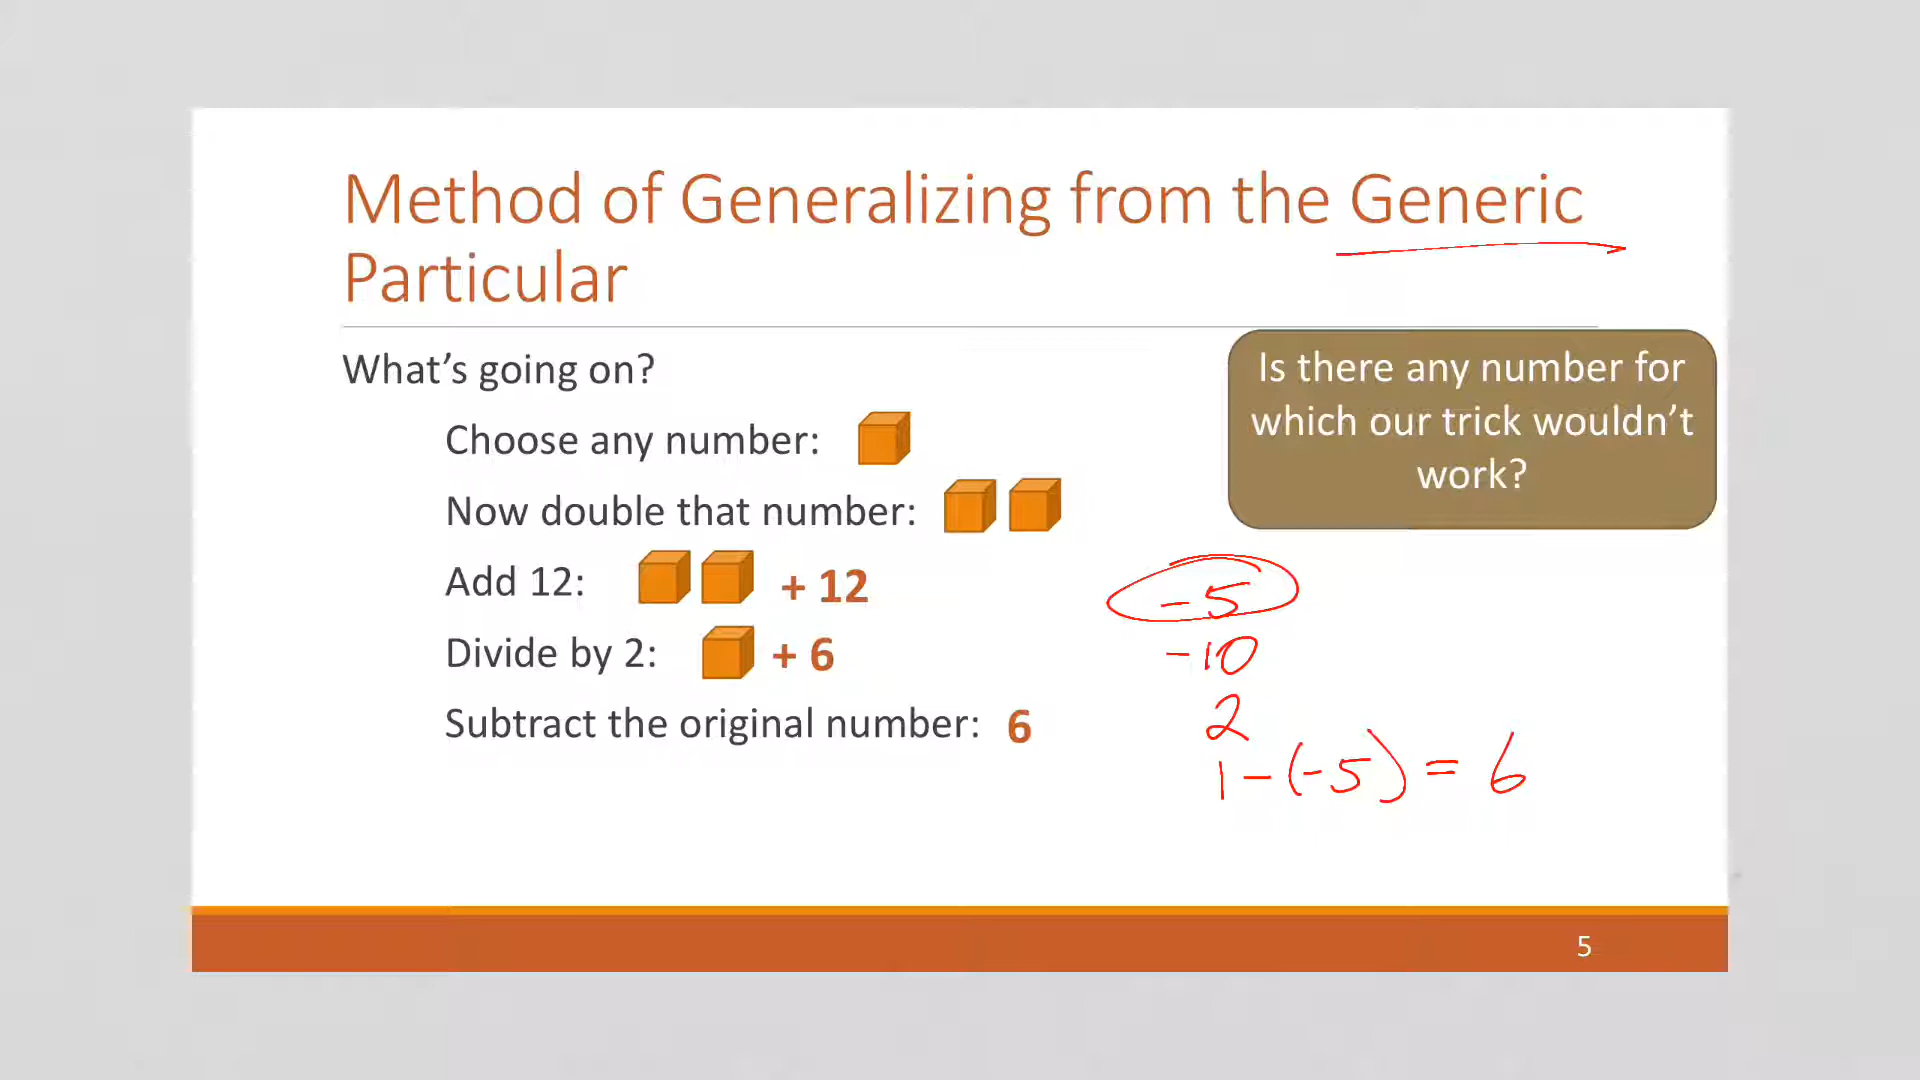 Method of Generalizing from the Generic
Particular
What’s going on?
Is there any number for
which our trick wouldn’t
work?
Choose any number:
Now double that number:
Add 12: + 12
Divide by 2: + 6
Subtract the original number: 6
-5
-10
2
1-(-5) = 6
5